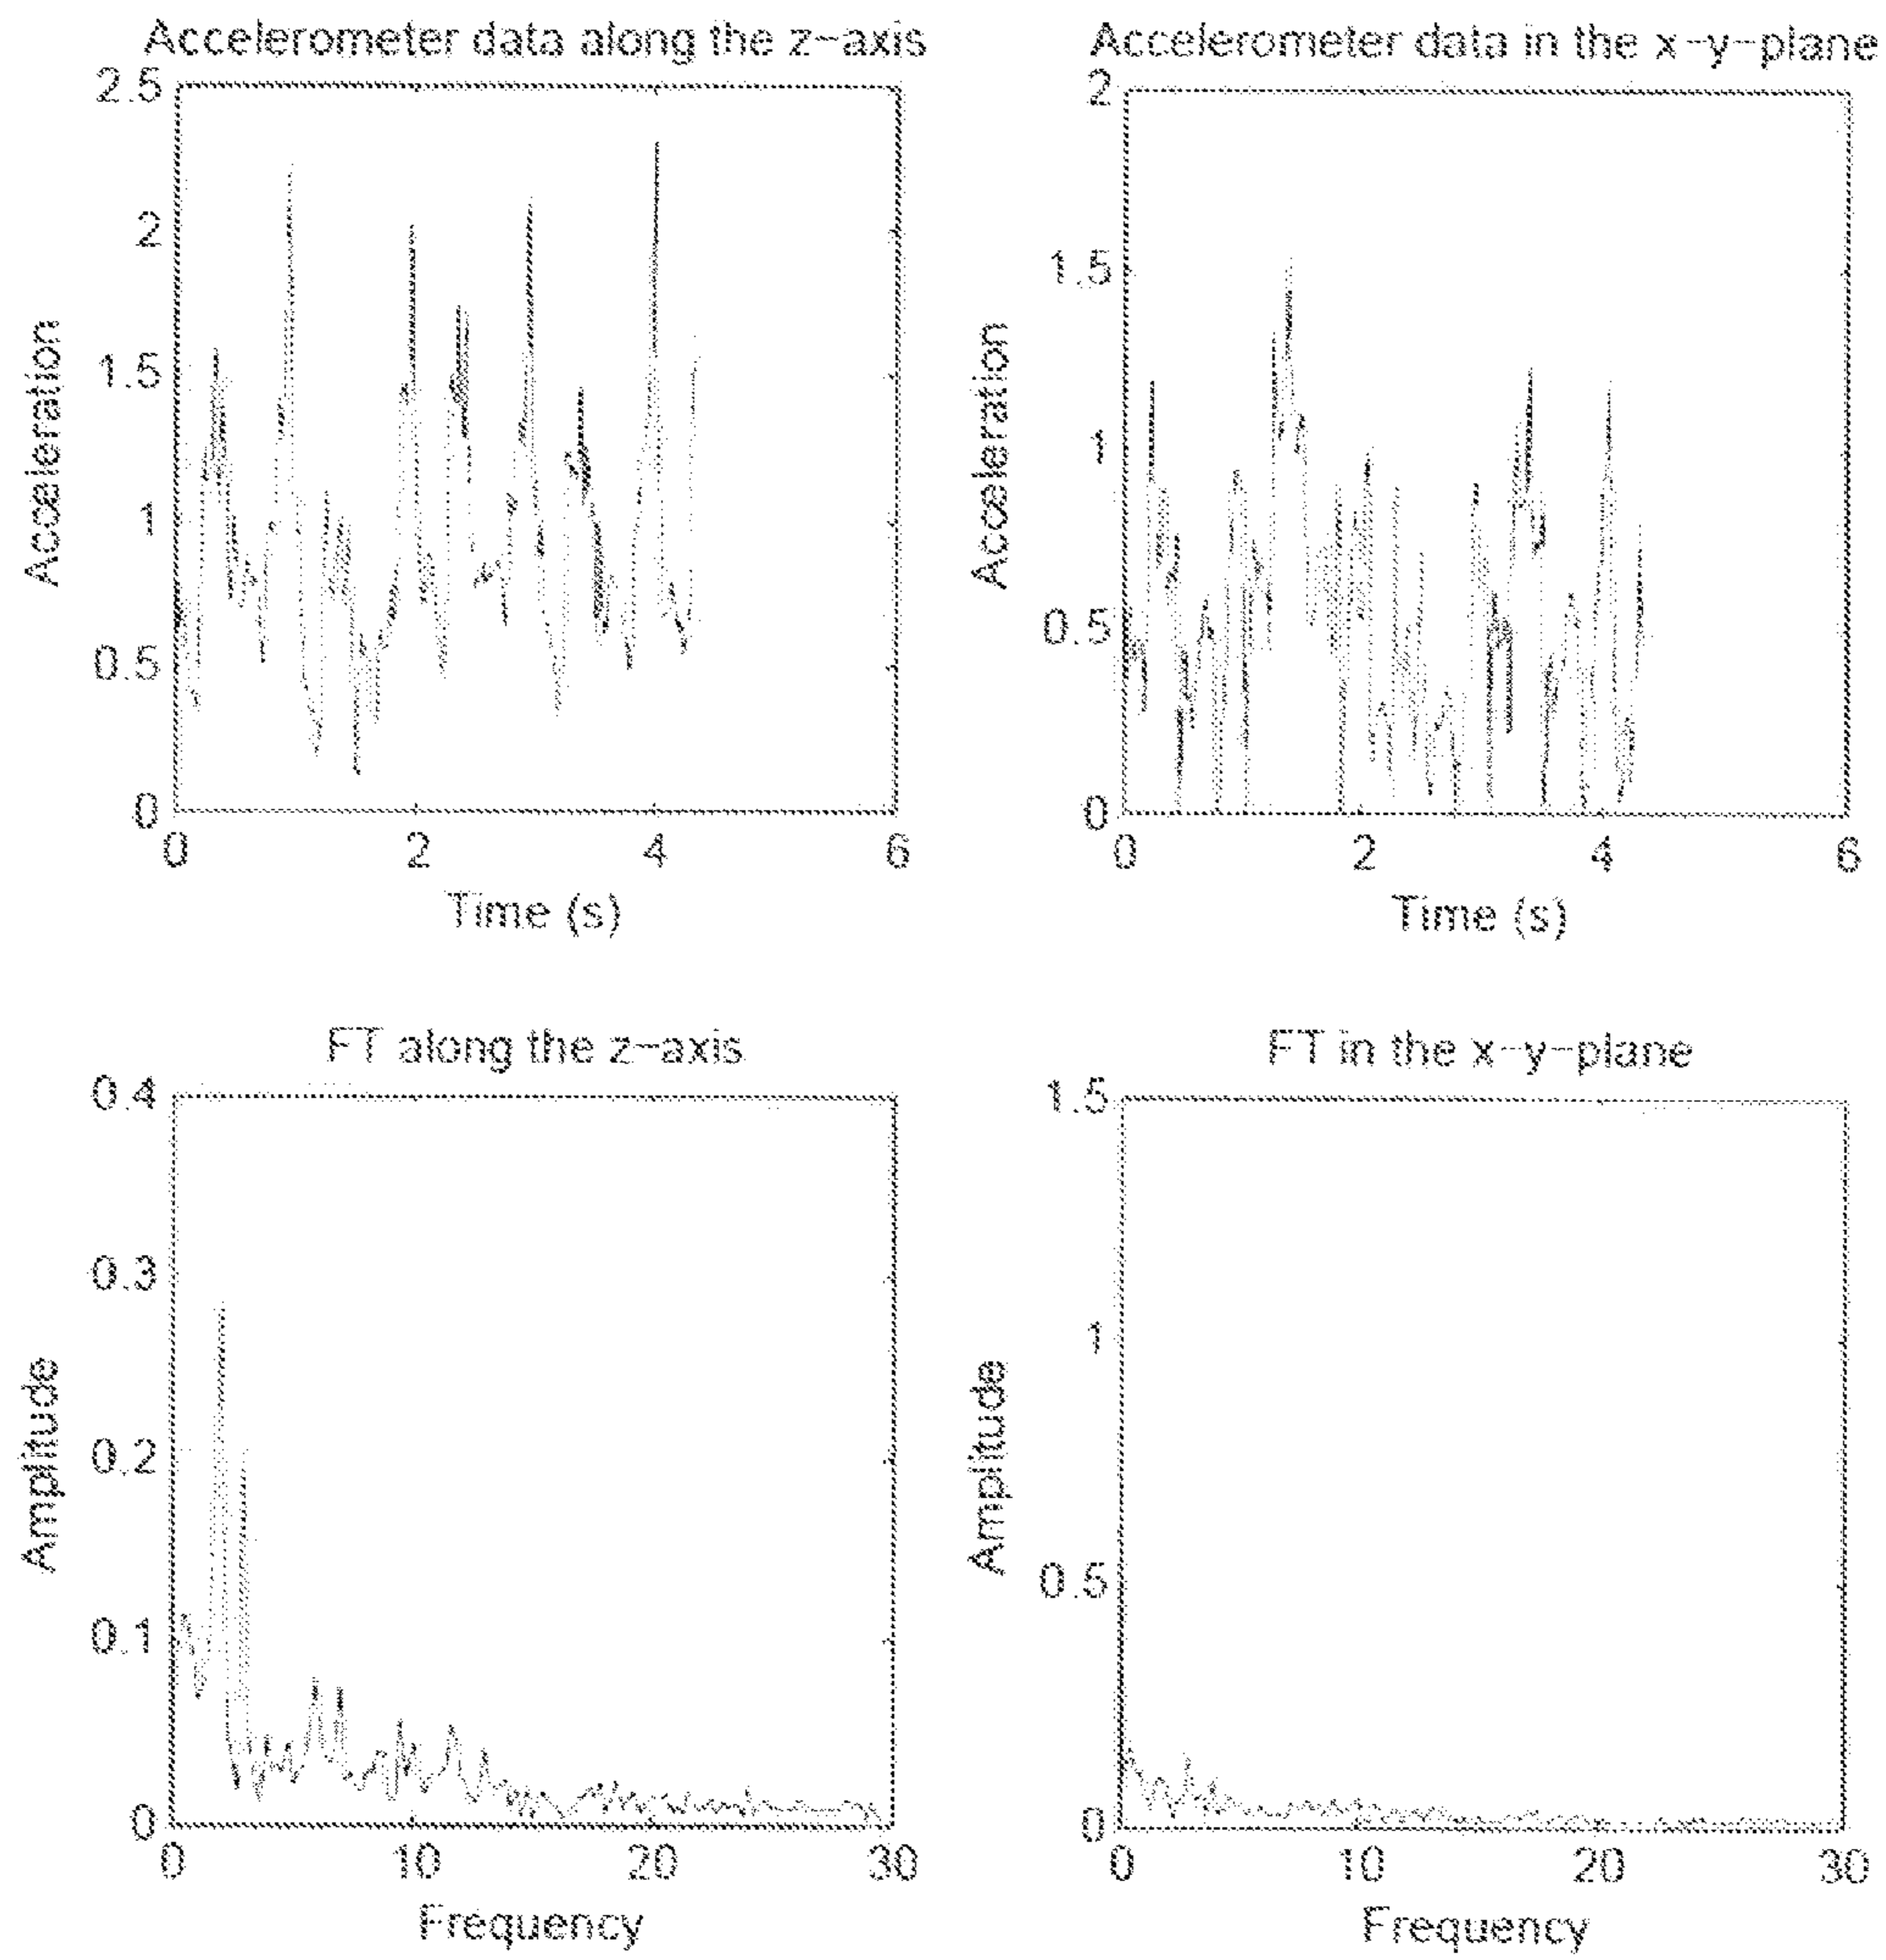 Accelerometer data along the z-axis
2.5
2
1.5
1
0.5
0
0 2 4 6
Acceleration
Time (s)
Accelerometer data in the x-y-plane
2
1.5
1
0.5
0
0 2 4 6
Acceleration
Time (s)
FT along the z-axis
0.4
0.3
0.2
0.1
0
0 10 20 30
Amplitude
Frequency
FT in the x-y-plane
1.5
1
0.5
0
0 10 20 30
Amplitude
Frequency